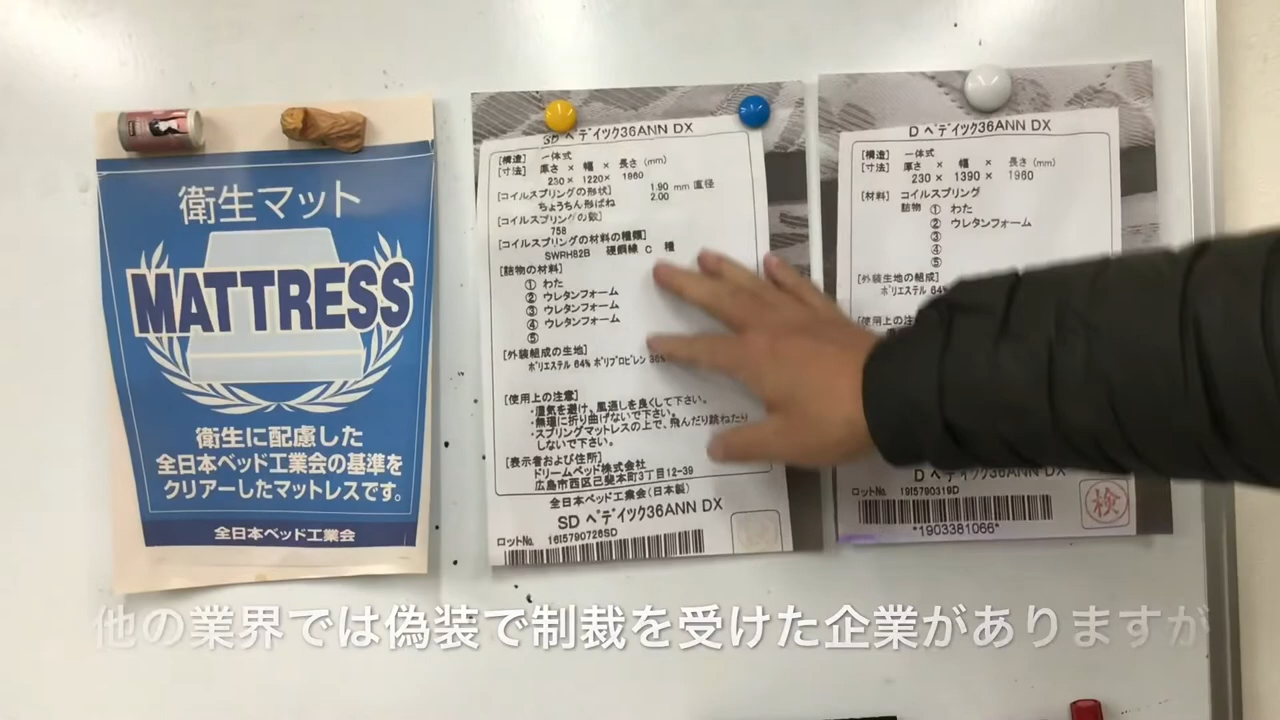 衛生マット
MATTRESS
衛生に配慮した
全日本ベッド工業会の基準を
クリアーしたマットレスです。
全日本ベッド工業会
SD ペデイツク36ANN DX
[構造] 一体式
[寸法] 厚さ × 幅 × 長さ (mm)
230 × 1220 × 1960
[コイルスプリングの形状] 1.90 mm 直径
ちょうちん形ばね 2.00
[コイルスプリングの数]
758
[コイルスプリングの材料の種類]
SWRH82B 硬鋼線 C 種
[詰物の材料]
① わた
② ウレタンフォーム
③ ウレタンフォーム
④ ウレタンフォーム
⑤
[外装組成の生地]
ポリエステル 64% ポリプロピレン 36%
[使用上の注意]
・湿気を避け、風通しを良くして下さい。
・無理に折り曲げないで下さい。
・スプリングマットレスの上で、飛んだり跳ねたり
しないで下さい。
[表示者および住所]
ドリームベッド株式会社
広島市西区己斐本町3丁目12-39
全日本ベッド工業会(日本製)
SD ペデイツク36ANN DX
ロットNo. 16I5790726SD
D ペデイツク36ANN DX
[構造] 一体式
[寸法] 厚さ × 幅 × 長さ (mm)
230 × 1390 × 1960
[材料] コイルスプリング
詰物 ① わた
② ウレタンフォーム
③
④
⑤
[外装生地の組成]
ポリエステル 64%
[使用上の注
D ペデイツク36ANN DX
ロットNo. 19I5790319D
検
*1903381066*
他の業界では偽装で制裁を受けた企業がありますが